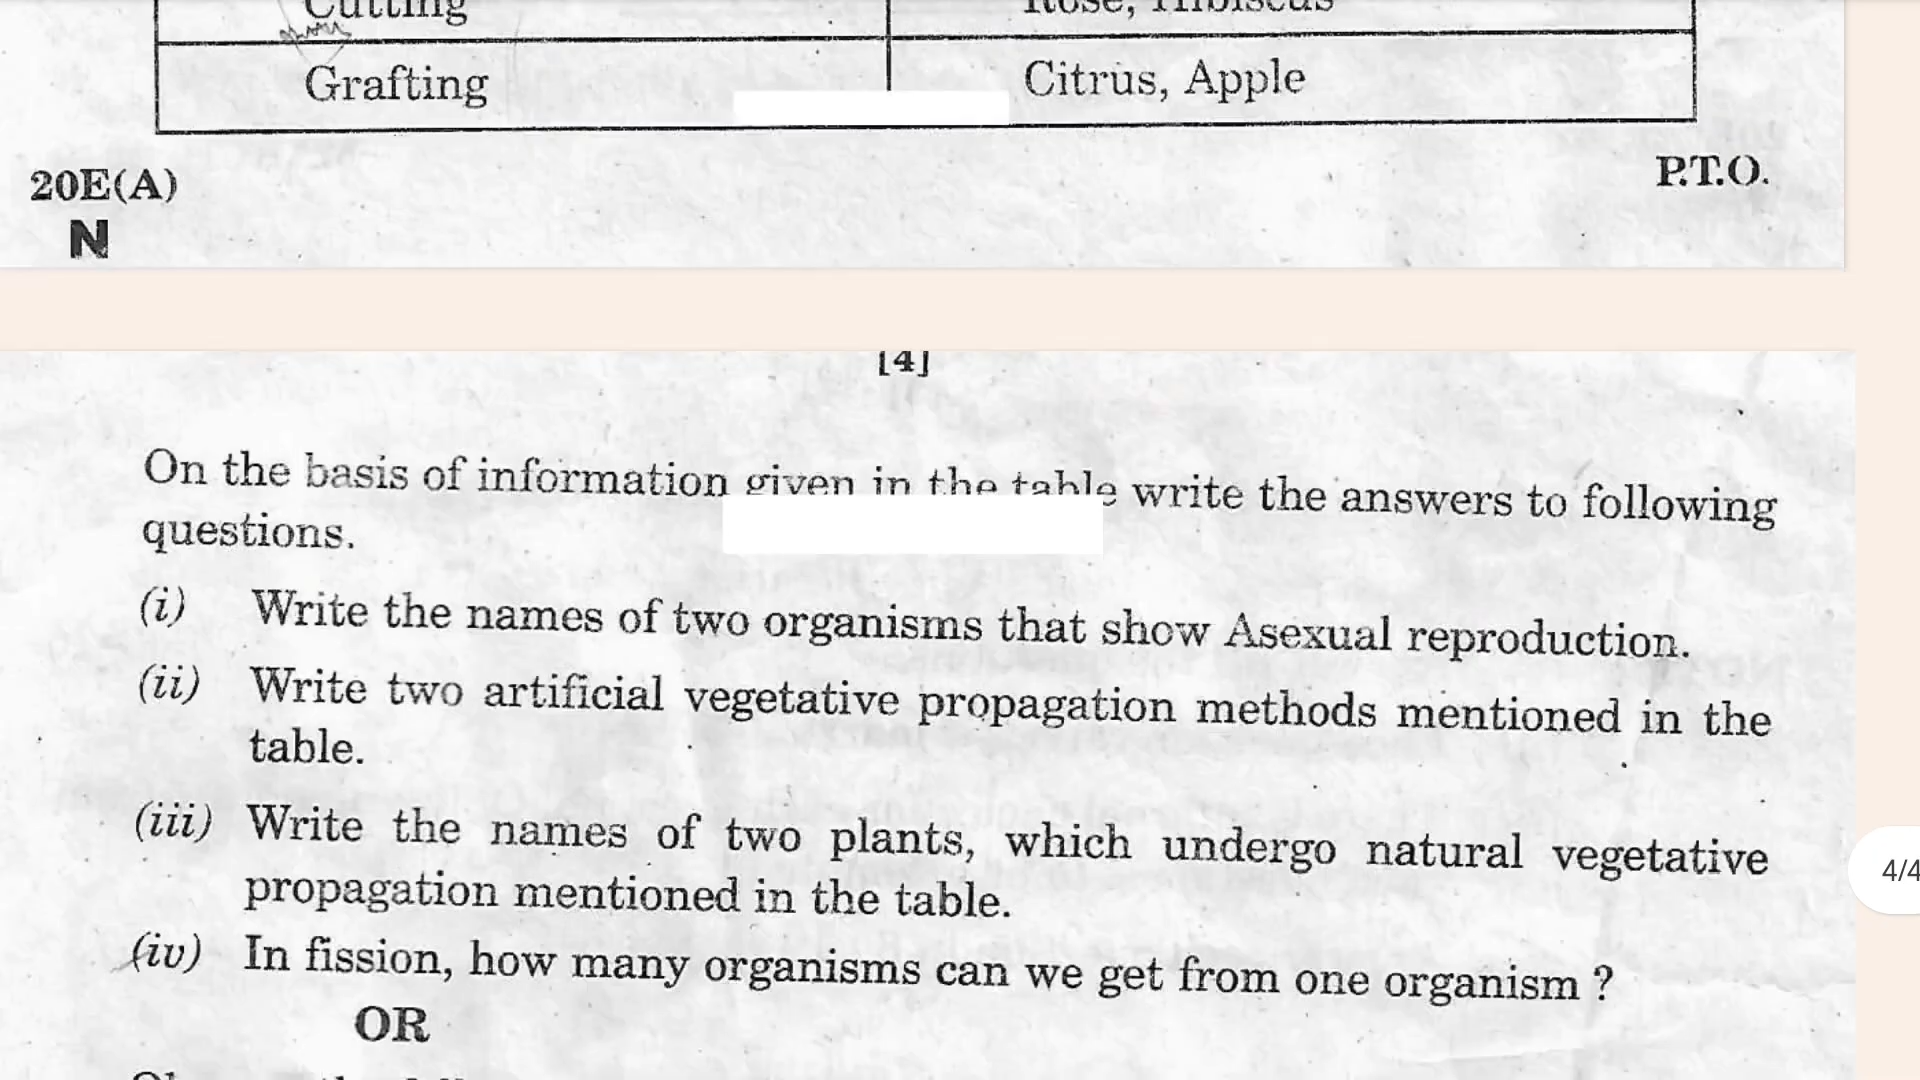 Cutting Rose, Hibiscus
Grafting Citrus, Apple
20E(A) P.T.O.
N
[4]
On the basis of information given in the table write the answers to following
questions.
(i) Write the names of two organisms that show Asexual reproduction.
(ii) Write two artificial vegetative propagation methods mentioned in the
table.
(iii) Write the names of two plants, which undergo natural vegetative
propagation mentioned in the table.
4/4
(iv) In fission, how many organisms can we get from one organism ?
OR